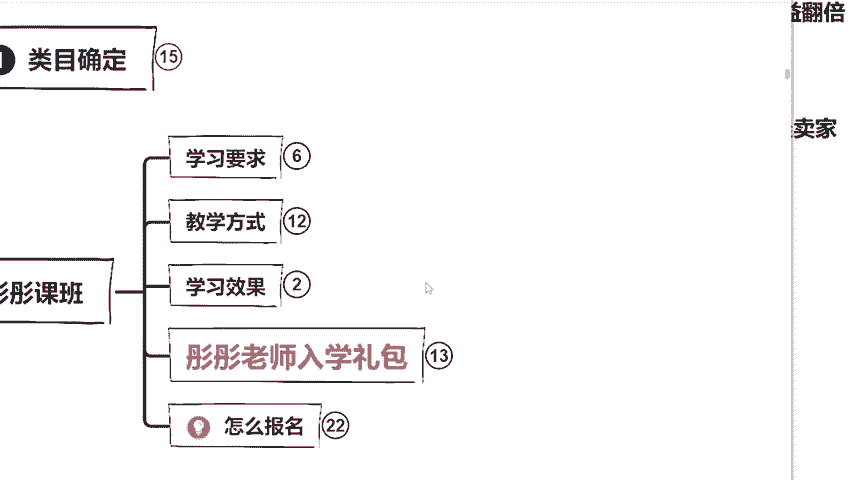 益翻倍
1 类目确定 15
卖家
学习要求 6
教学方式 12
彤彤课班
学习效果 2
彤彤老师入学礼包 13
怎么报名 22